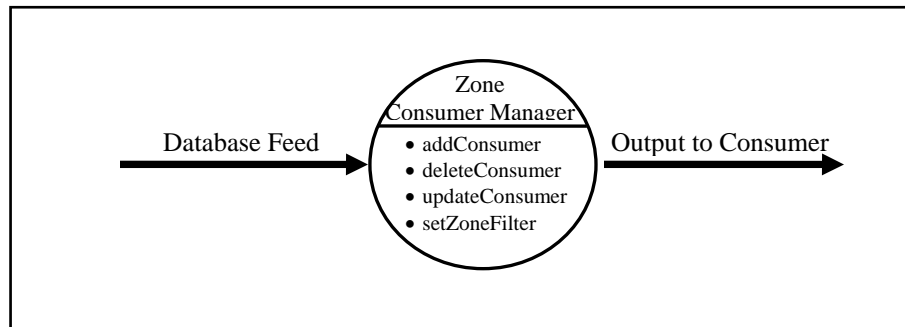 Zone
Consumer Manager
Database Feed
• addConsumer
• deleteConsumer
• updateConsumer
• setZoneFilter
Output to Consumer